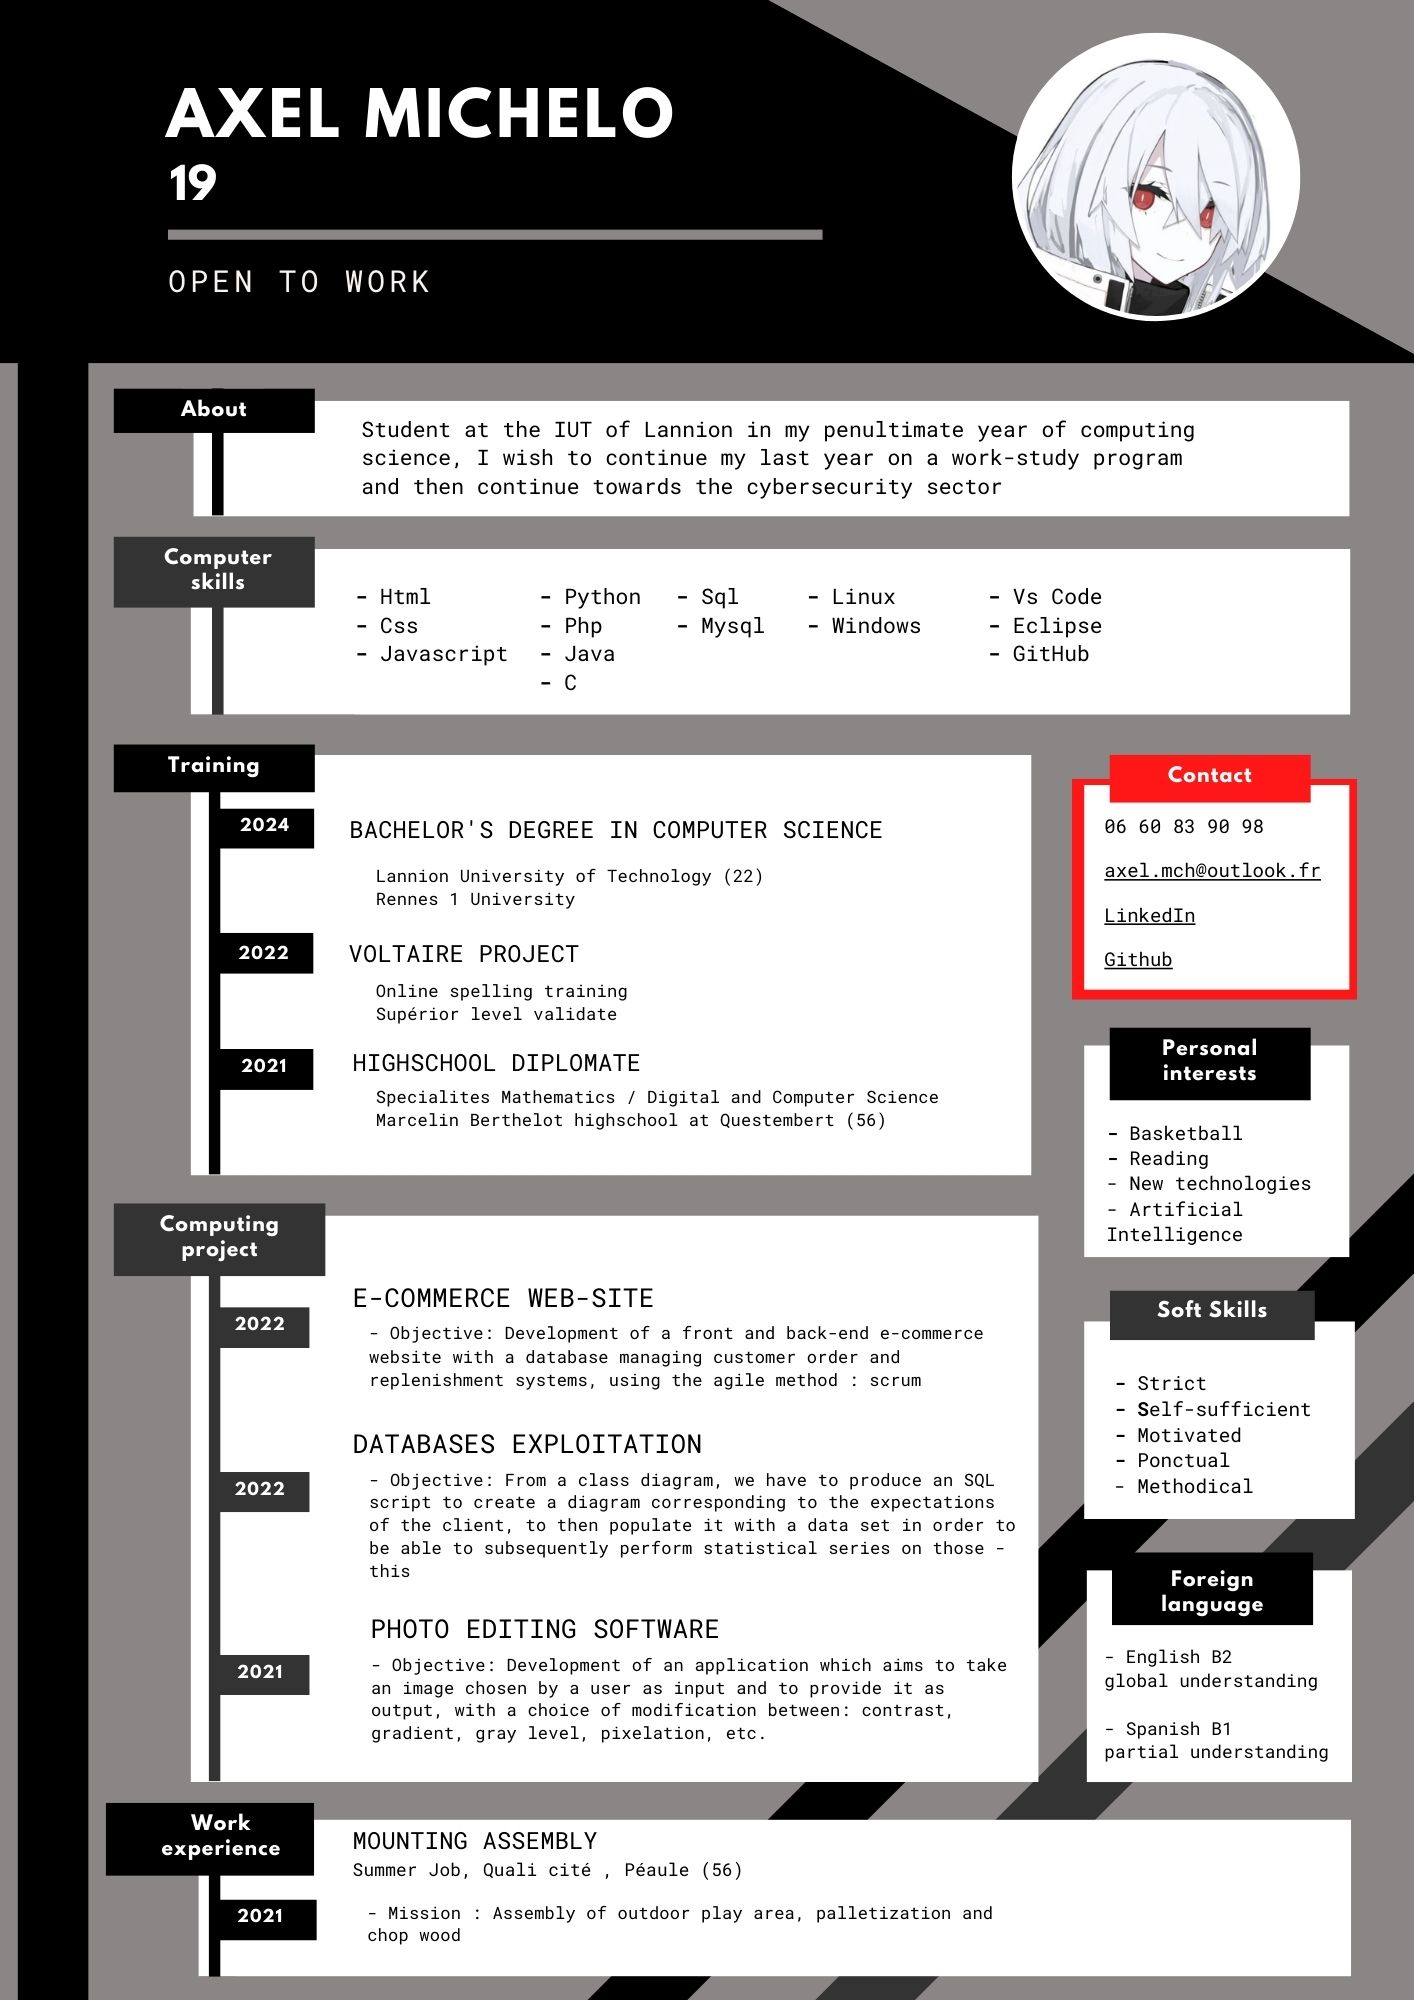 AXEL MICHELO
19
OPEN TO WORK
About
Student at the IUT of Lannion in my penultimate year of computing
science, I wish to continue my last year on a work-study program
and then continue towards the cybersecurity sector
Computer
skills
- Html
- Css
- Javascript
- Python
- Php
- Java
- C
- Sql
- Mysql
- Linux
- Windows
- Vs Code
- Eclipse
- GitHub
Training
2024
BACHELOR'S DEGREE IN COMPUTER SCIENCE
Lannion University of Technology (22)
Rennes 1 University
2022
VOLTAIRE PROJECT
Online spelling training
Supérior level validate
2021
HIGHSCHOOL DIPLOMATE
Specialites Mathematics / Digital and Computer Science
Marcelin Berthelot highschool at Questembert (56)
Computing
project
E-COMMERCE WEB-SITE
2022
- Objective: Development of a front and back-end e-commerce
website with a database managing customer order and
replenishment systems, using the agile method : scrum
DATABASES EXPLOITATION
2022
- Objective: From a class diagram, we have to produce an SQL
script to create a diagram corresponding to the expectations
of the client, to then populate it with a data set in order to
be able to subsequently perform statistical series on those -
this
PHOTO EDITING SOFTWARE
2021
- Objective: Development of an application which aims to take
an image chosen by a user as input and to provide it as
output, with a choice of modification between: contrast,
gradient, gray level, pixelation, etc.
Contact
06 60 83 90 98
axel.mch@outlook.fr
LinkedIn
Github
Personal
interests
- Basketball
- Reading
- New technologies
- Artificial
Intelligence
Soft Skills
- Strict
- Self-sufficient
- Motivated
- Ponctual
- Methodical
Foreign
language
- English B2
global understanding
- Spanish B1
partial understanding
Work
experience
MOUNTING ASSEMBLY
Summer Job, Quali cité , Péaule (56)
2021
- Mission : Assembly of outdoor play area, palletization and
chop wood